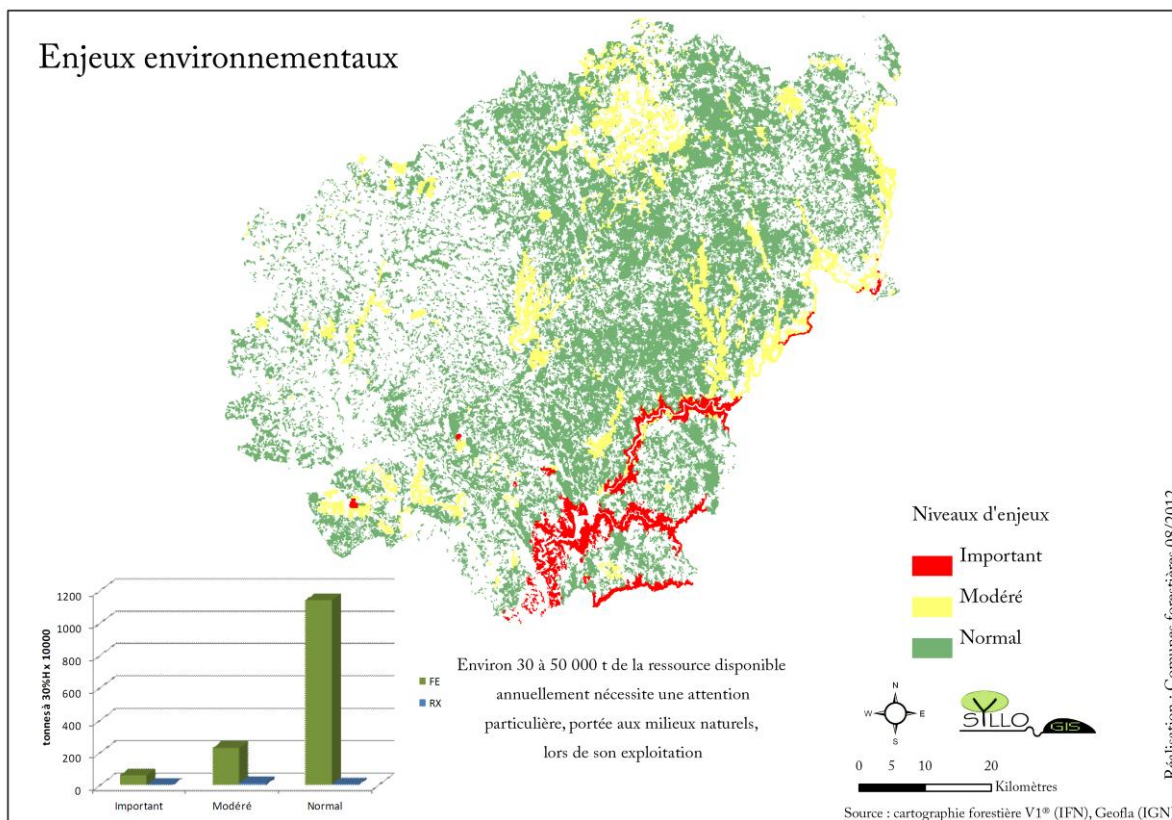 Enjeux environnementaux
1200
1000
800
600
400
200
0
tonnes à 30%H x 10000
Important
Modéré
Normal
FE
RX
Environ 30 à 50 000 t de la ressource disponible
annuellement nécessite une attention
particulière, portée aux milieux naturels,
lors de son exploitation
Niveaux d'enjeux
Important
Modéré
Normal
N
W
E
S
SYLLO
GIS
0 5 10 20
Kilomètres
Source : cartographie forestière V1® (IFN), Geofla (IGN)
Réalisation : Comunes forestières 08/2012